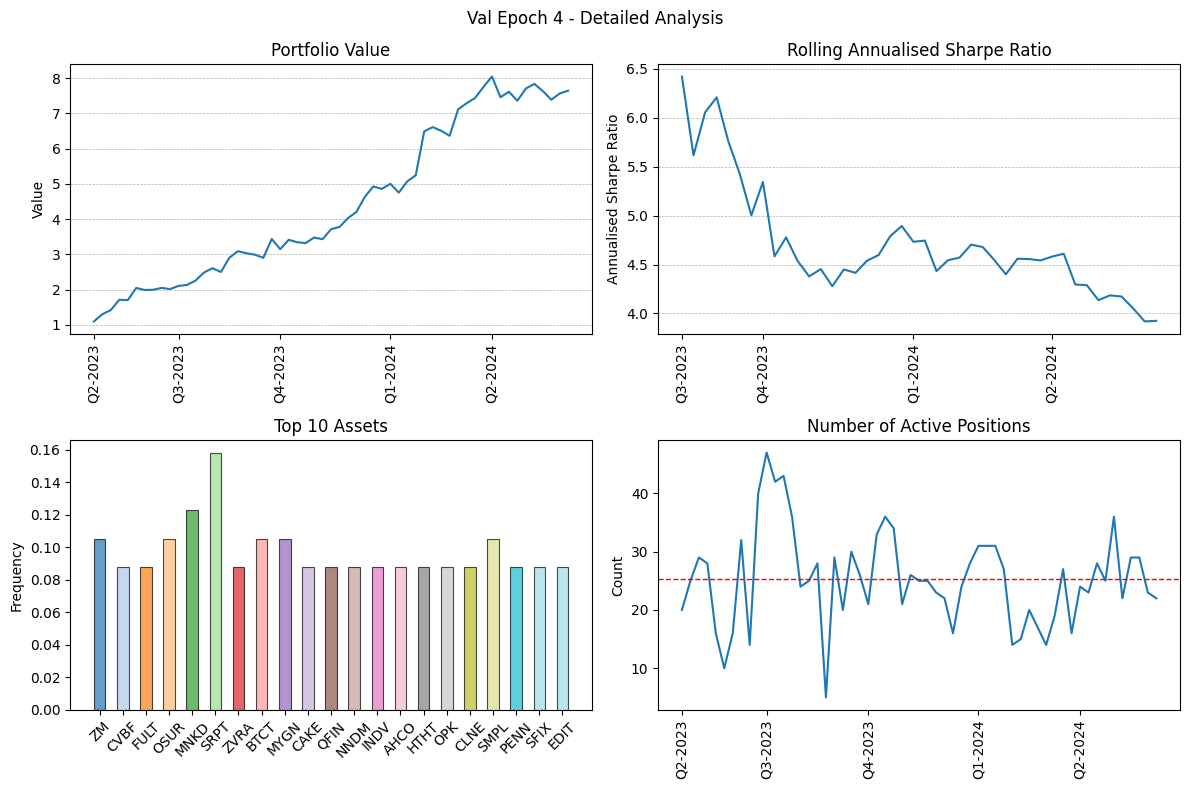 Val Epoch 4 - Detailed Analysis
Portfolio Value
Value
8
7
6
5
4
3
2
1
Q2-2023
Q3-2023
Q4-2023
Q1-2024
Q2-2024
Rolling Annualised Sharpe Ratio
Annualised Sharpe Ratio
6.5
6.0
5.5
5.0
4.5
4.0
Q3-2023
Q4-2023
Q1-2024
Q2-2024
Top 10 Assets
Frequency
0.16
0.14
0.12
0.10
0.08
0.06
0.04
0.02
0.00
ZM
CVBF
FULT
OSUR
MNKD
SRPT
ZVRA
BTCT
MYGN
CAKE
QFIN
NNDM
INDV
AHCO
HTHT
OPK
CLNE
SMPL
PENN
SFIX
EDIT
Number of Active Positions
Count
40
30
20
10
Q2-2023
Q3-2023
Q4-2023
Q1-2024
Q2-2024